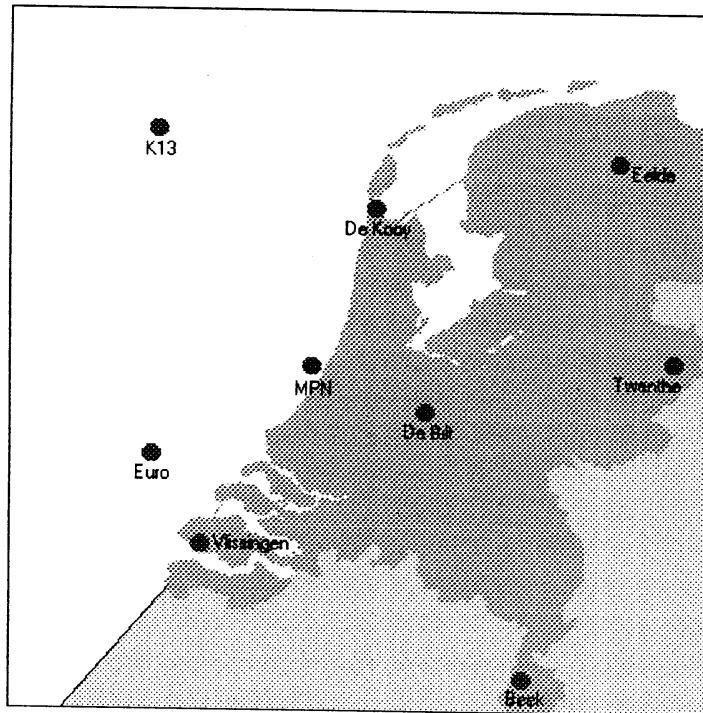 K13
Eelde
De Kooy
MPN
Twenthe
De Bilt
Euro
Vlissingen
Beek